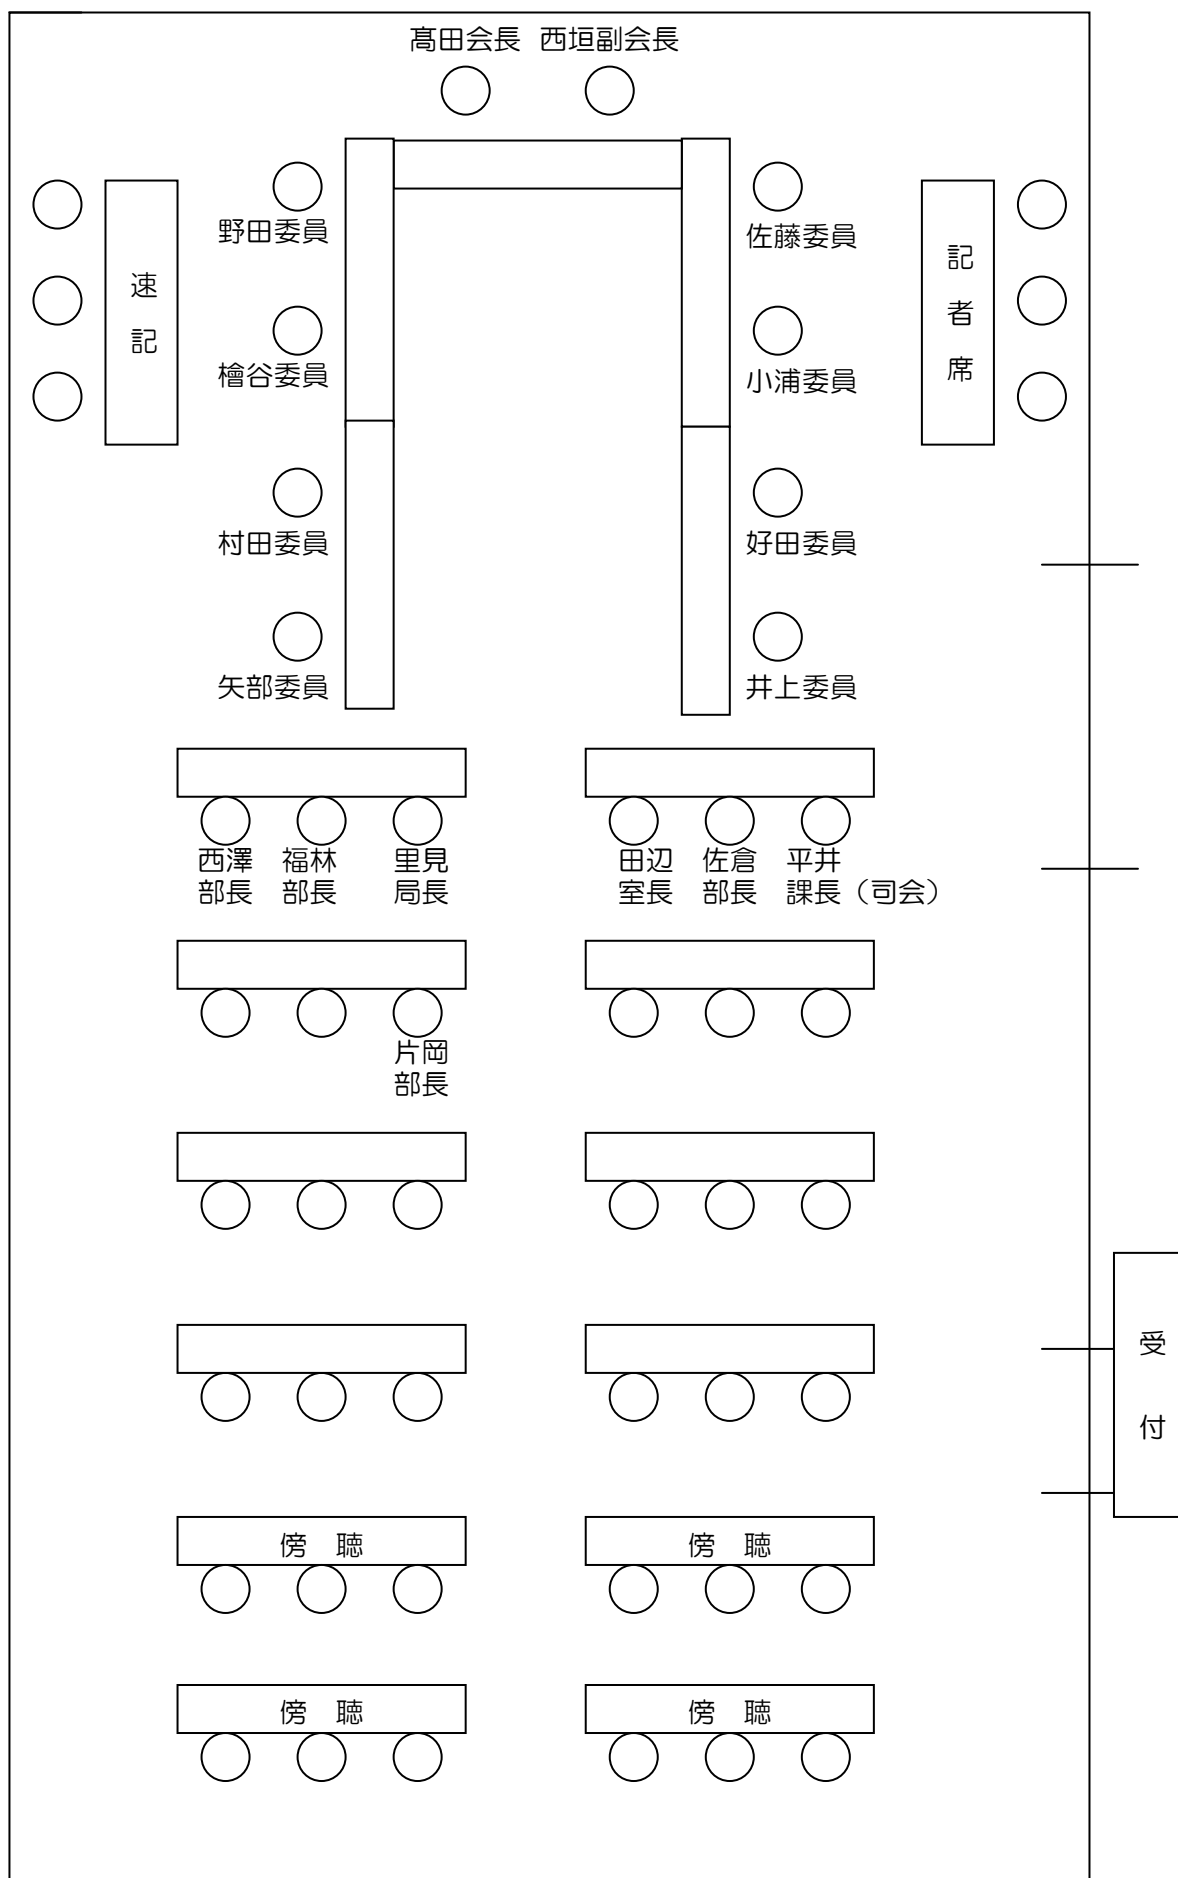 髙田会長 西垣副会長
野田委員
佐藤委員
速記
記者席
檜谷委員
小浦委員
村田委員
好田委員
矢部委員
井上委員
西澤部長
福林部長
里見局長
田辺室長
佐倉部長
平井課長（司会）
片岡部長
受付
傍　聴
傍　聴
傍　聴
傍　聴